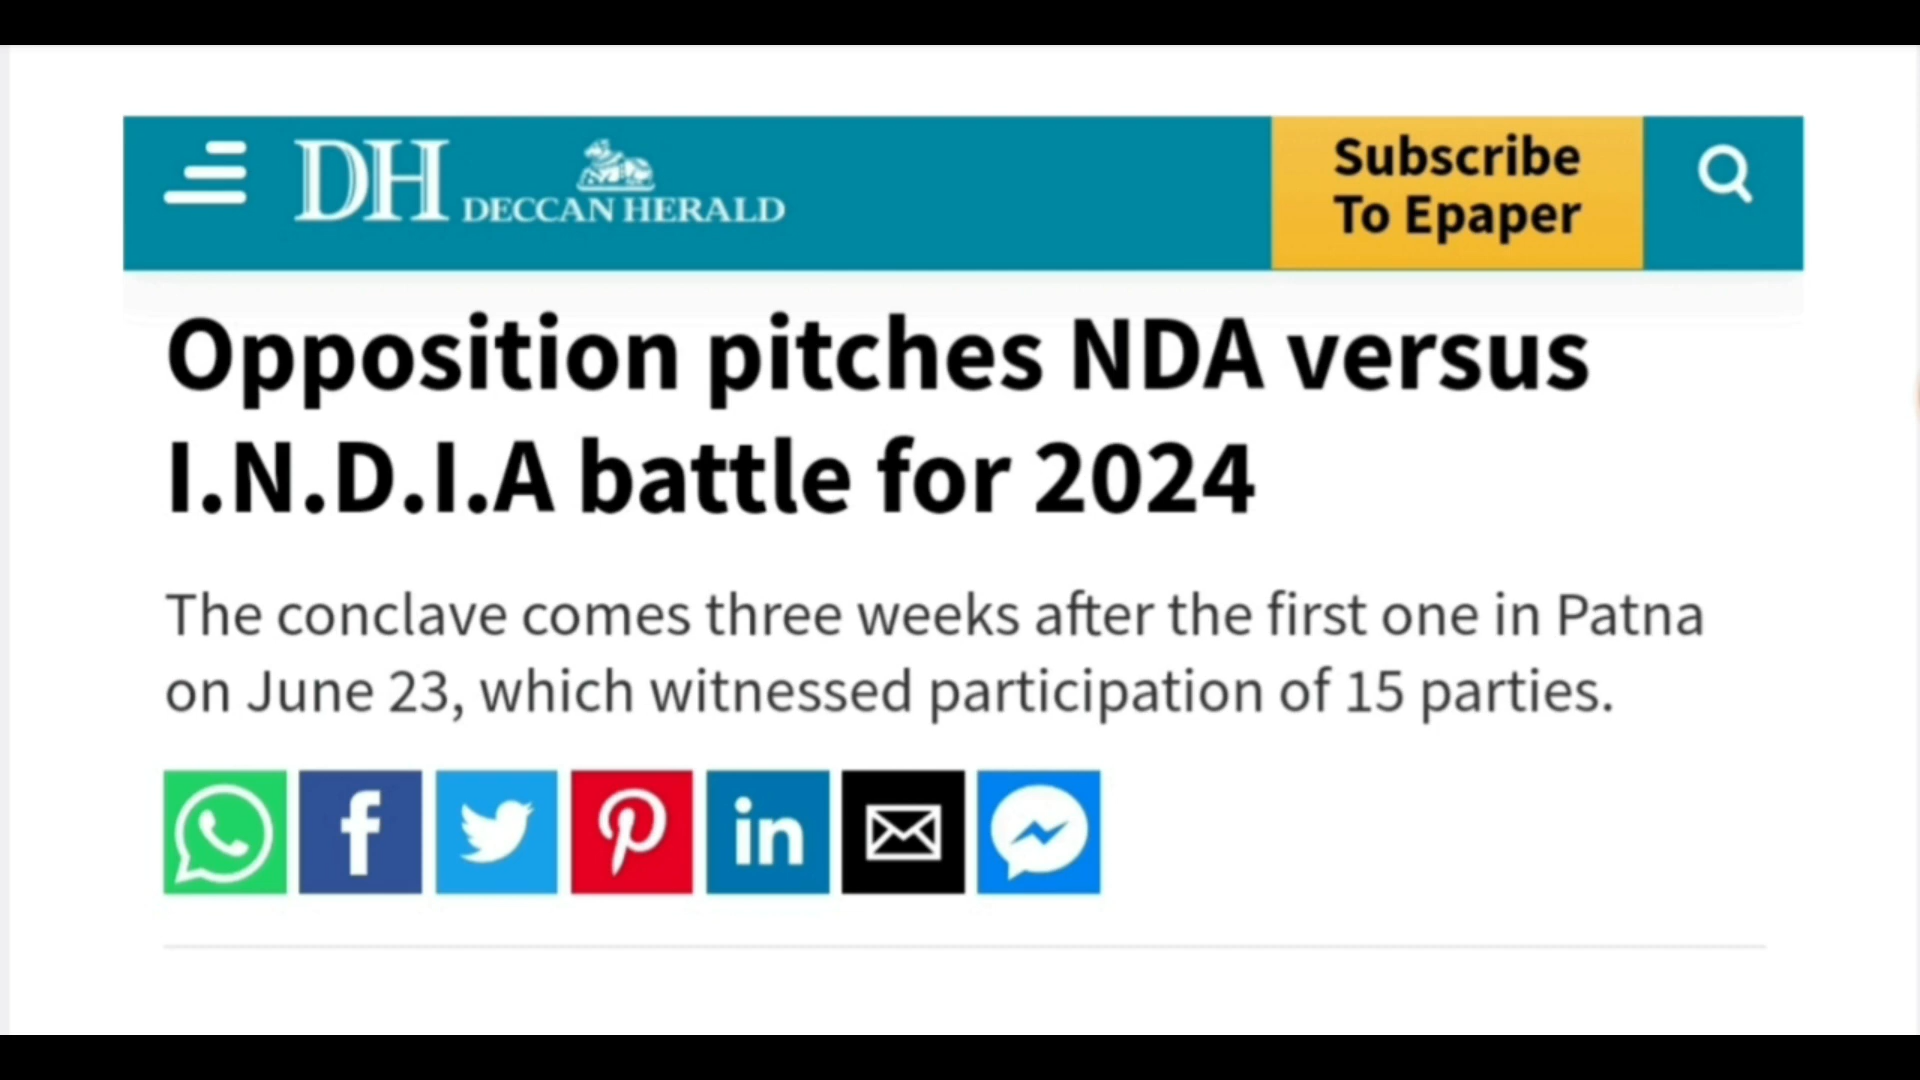 DH DECCAN HERALD
Subscribe
To Epaper
Opposition pitches NDA versus
I.N.D.I.A battle for 2024
The conclave comes three weeks after the first one in Patna
on June 23, which witnessed participation of 15 parties.